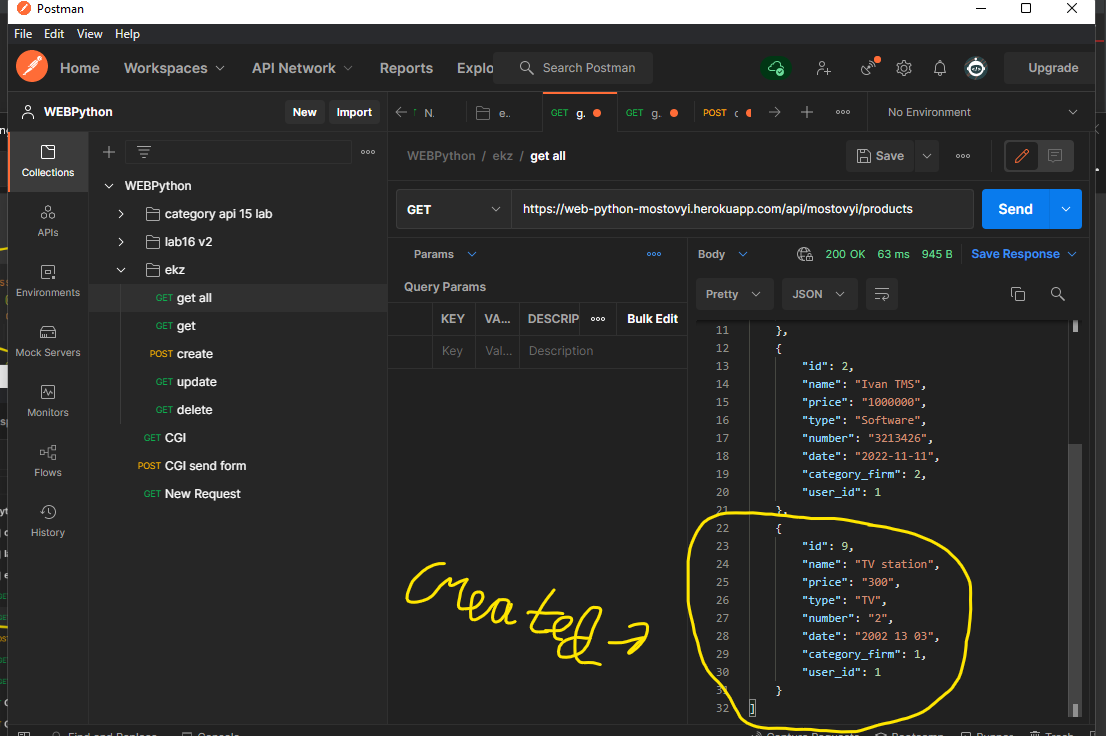 Postman
File Edit View Help
Home Workspaces API Network Reports Explo Search Postman Upgrade
WEBPython New Import N. e.. GET g. GET g. POST No Environment
Collections
APIs
Environments
Mock Servers
Monitors
Flows
History
WEBPython
category api 15 lab
lab16 v2
ekz
GET get all
GET get
POST create
GET update
GET delete
GET CGI
POST CGI send form
GET New Request
WEBPython / ekz / get all Save
GET https://web-python-mostovyi.herokuapp.com/api/mostovyi/products Send
Params
Query Params
KEY VA... DESCRIP Bulk Edit
Key Val... Description
Body 200 OK 63 ms 945 B Save Response
Pretty JSON
11 },
12 {
13 "id": 2,
14 "name": "Ivan TMS",
15 "price": "1000000",
16 "type": "Software",
17 "number": "3213426",
18 "date": "2022-11-11",
19 "category_firm": 2,
20 "user_id": 1
21 },
22 {
23 "id": 9,
24 "name": "TV station",
25 "price": "300",
26 "type": "TV",
27 "number": "2",
28 "date": "2002 13 03",
29 "category_firm": 1,
30 "user_id": 1
31 }
32 ]
Created →
Find and Replace Console Capture Requests Bootcamp Runner Trash